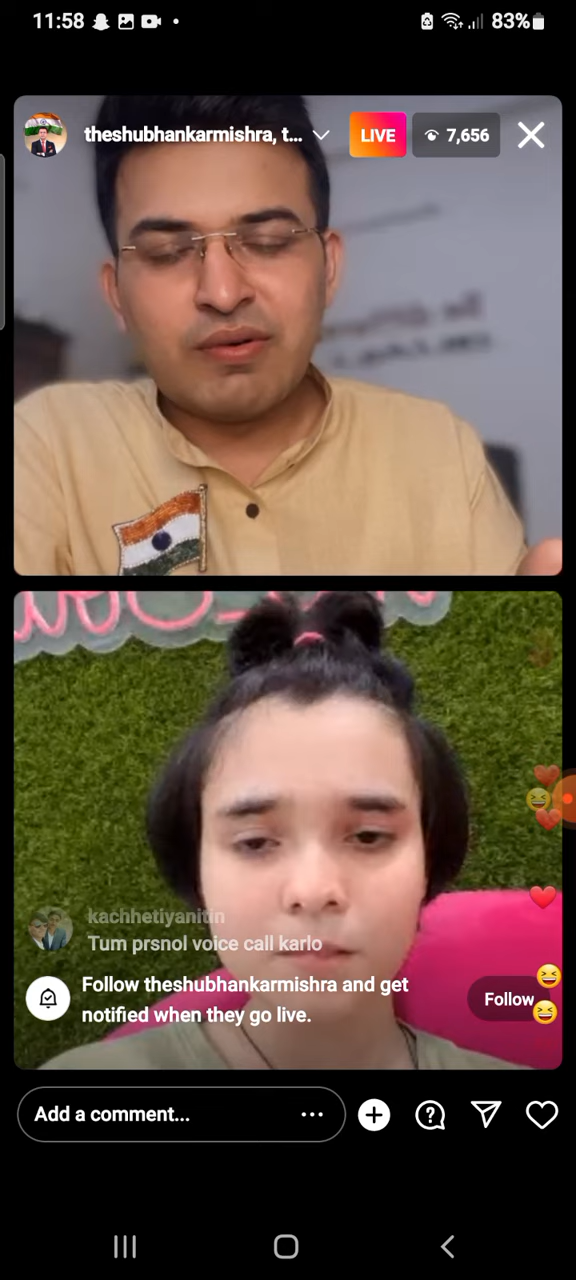 11:58
83%
theshubhankarmishra, t...
LIVE
7,656
kachhetiyanitin
Tum prsnol voice call karlo
Follow theshubhankarmishra and get
notified when they go live.
Follow
Add a comment...